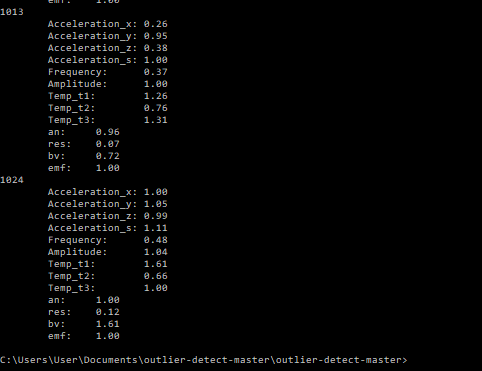 emf: 1.00
1013
Acceleration_x: 0.26
Acceleration_y: 0.95
Acceleration_z: 0.38
Acceleration_s: 1.00
Frequency: 0.37
Amplitude: 1.00
Temp_t1: 1.26
Temp_t2: 0.76
Temp_t3: 1.31
an: 0.96
res: 0.07
bv: 0.72
emf: 1.00
1024
Acceleration_x: 1.00
Acceleration_y: 1.05
Acceleration_z: 0.99
Acceleration_s: 1.11
Frequency: 0.48
Amplitude: 1.04
Temp_t1: 1.61
Temp_t2: 0.66
Temp_t3: 1.00
an: 1.00
res: 0.12
bv: 1.61
emf: 1.00
C:\Users\User\Documents\outlier-detect-master\outlier-detect-master>